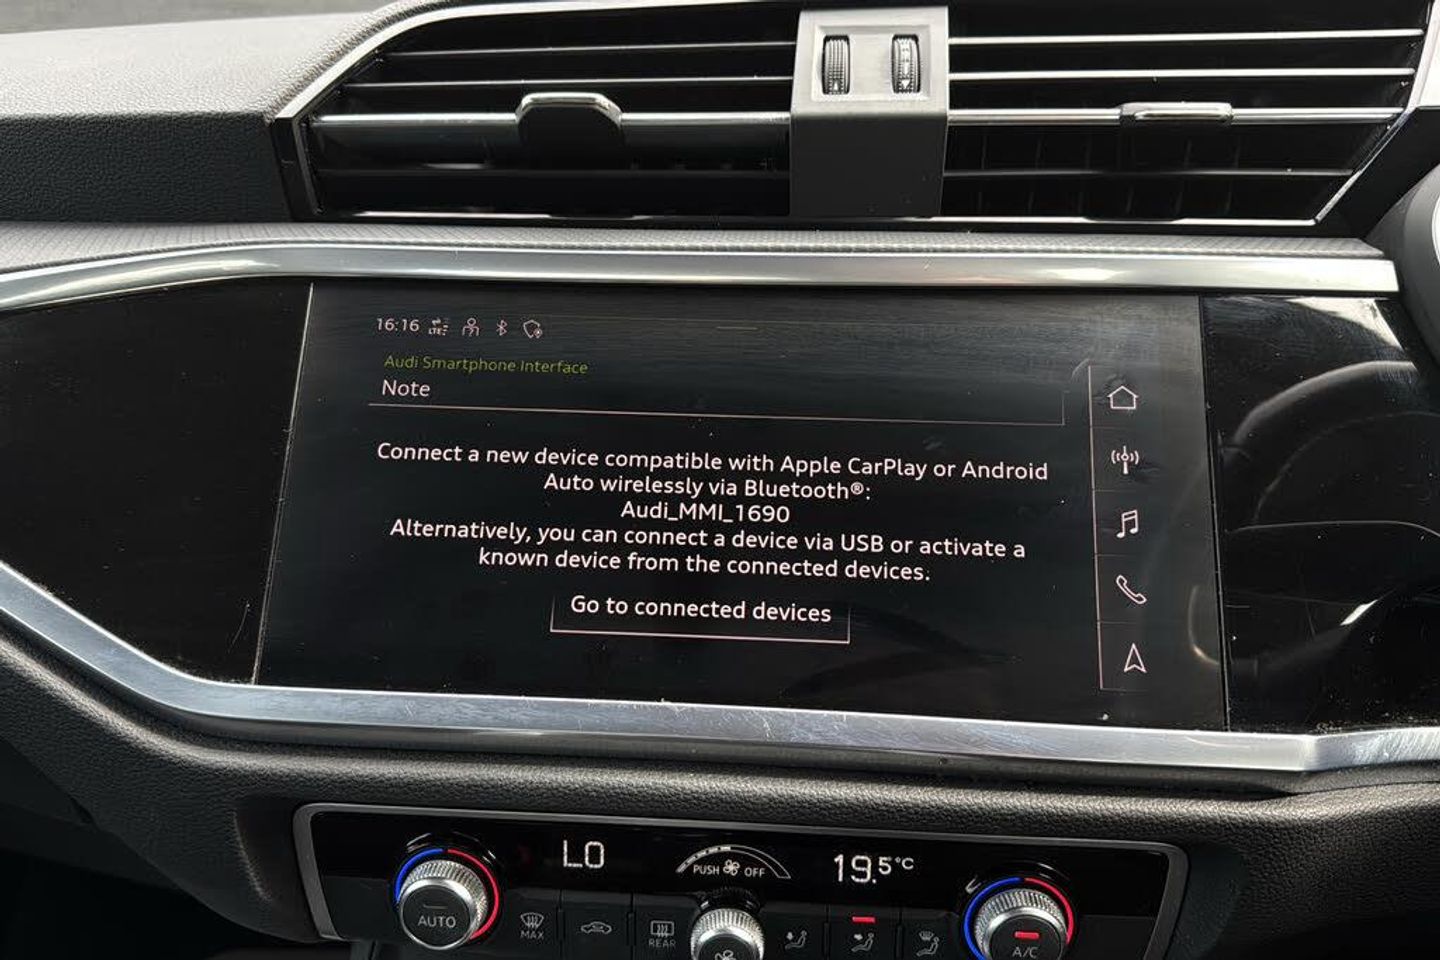 16:16 LTE
Audi Smartphone Interface
Note
Connect a new device compatible with Apple CarPlay or Android
Auto wirelessly via Bluetooth®:
Audi_MMI_1690
Alternatively, you can connect a device via USB or activate a
known device from the connected devices.
Go to connected devices
LO
PUSH OFF
19.5°C
AUTO
MAX
REAR
A/C